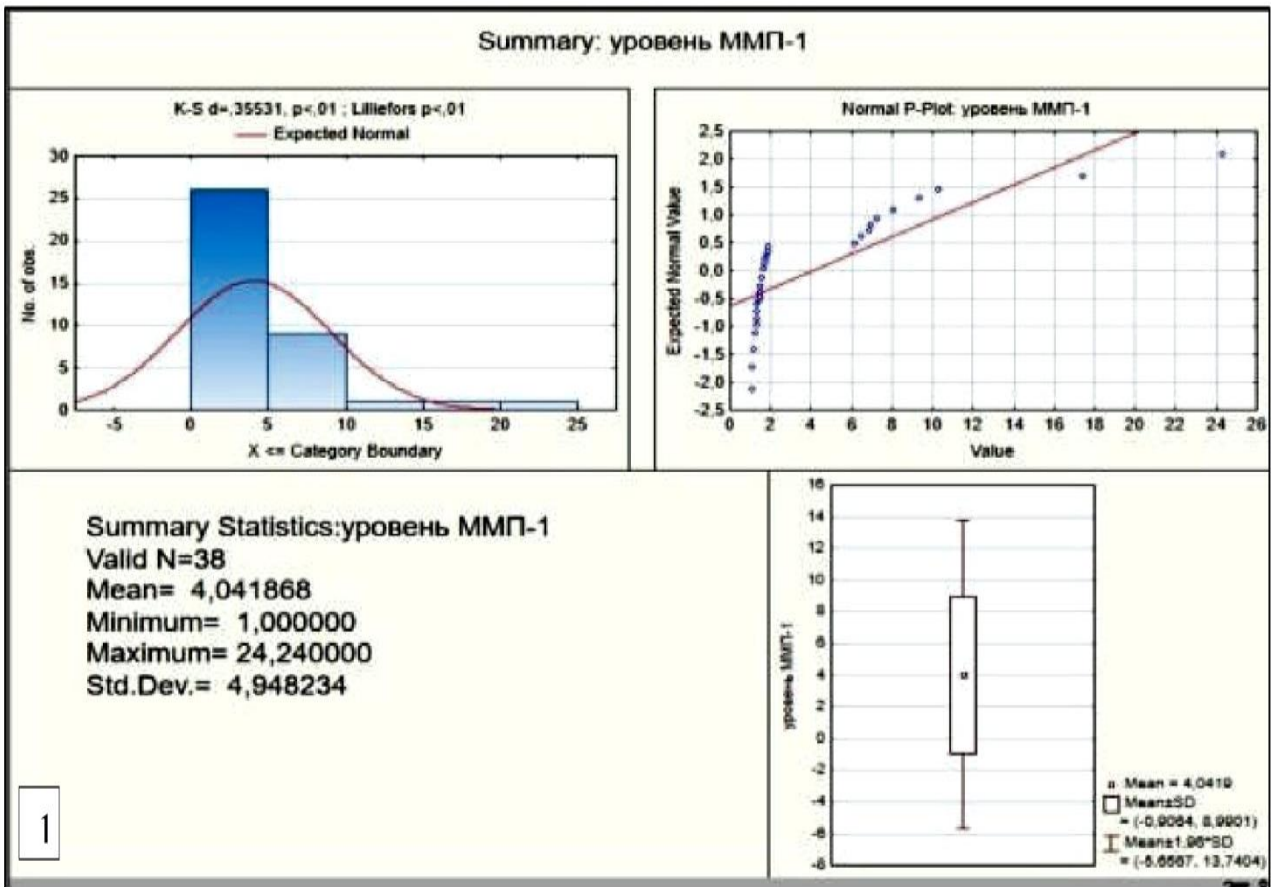 Summary: уровень ММП-1
K-S d=,35531, p<,01 ; Lilliefors p<,01
Expected Normal
No. of obs.
30
25
20
15
10
5
0
-5 0 5 10 15 20 25
X <= Category Boundary
Normal P-Plot: уровень ММП-1
Expected Normal Value
2.5
2.0
1.5
1.0
0.5
0.0
-0.5
-1.0
-1.5
-2.0
-2.5
0 2 4 6 8 10 12 14 16 18 20 22 24 26
Value
Summary Statistics:уровень ММП-1
Valid N=38
Mean= 4,041868
Minimum= 1,000000
Maximum= 24,240000
Std.Dev.= 4,948234
1
уровень ММП-1
16
14
12
10
8
6
4
2
0
-2
-4
-6
-8
Mean = 4,0419
Mean±SD
= (-0,9064, 8,9901)
Mean±1,96*SD
= (-5,6567, 13,7404)